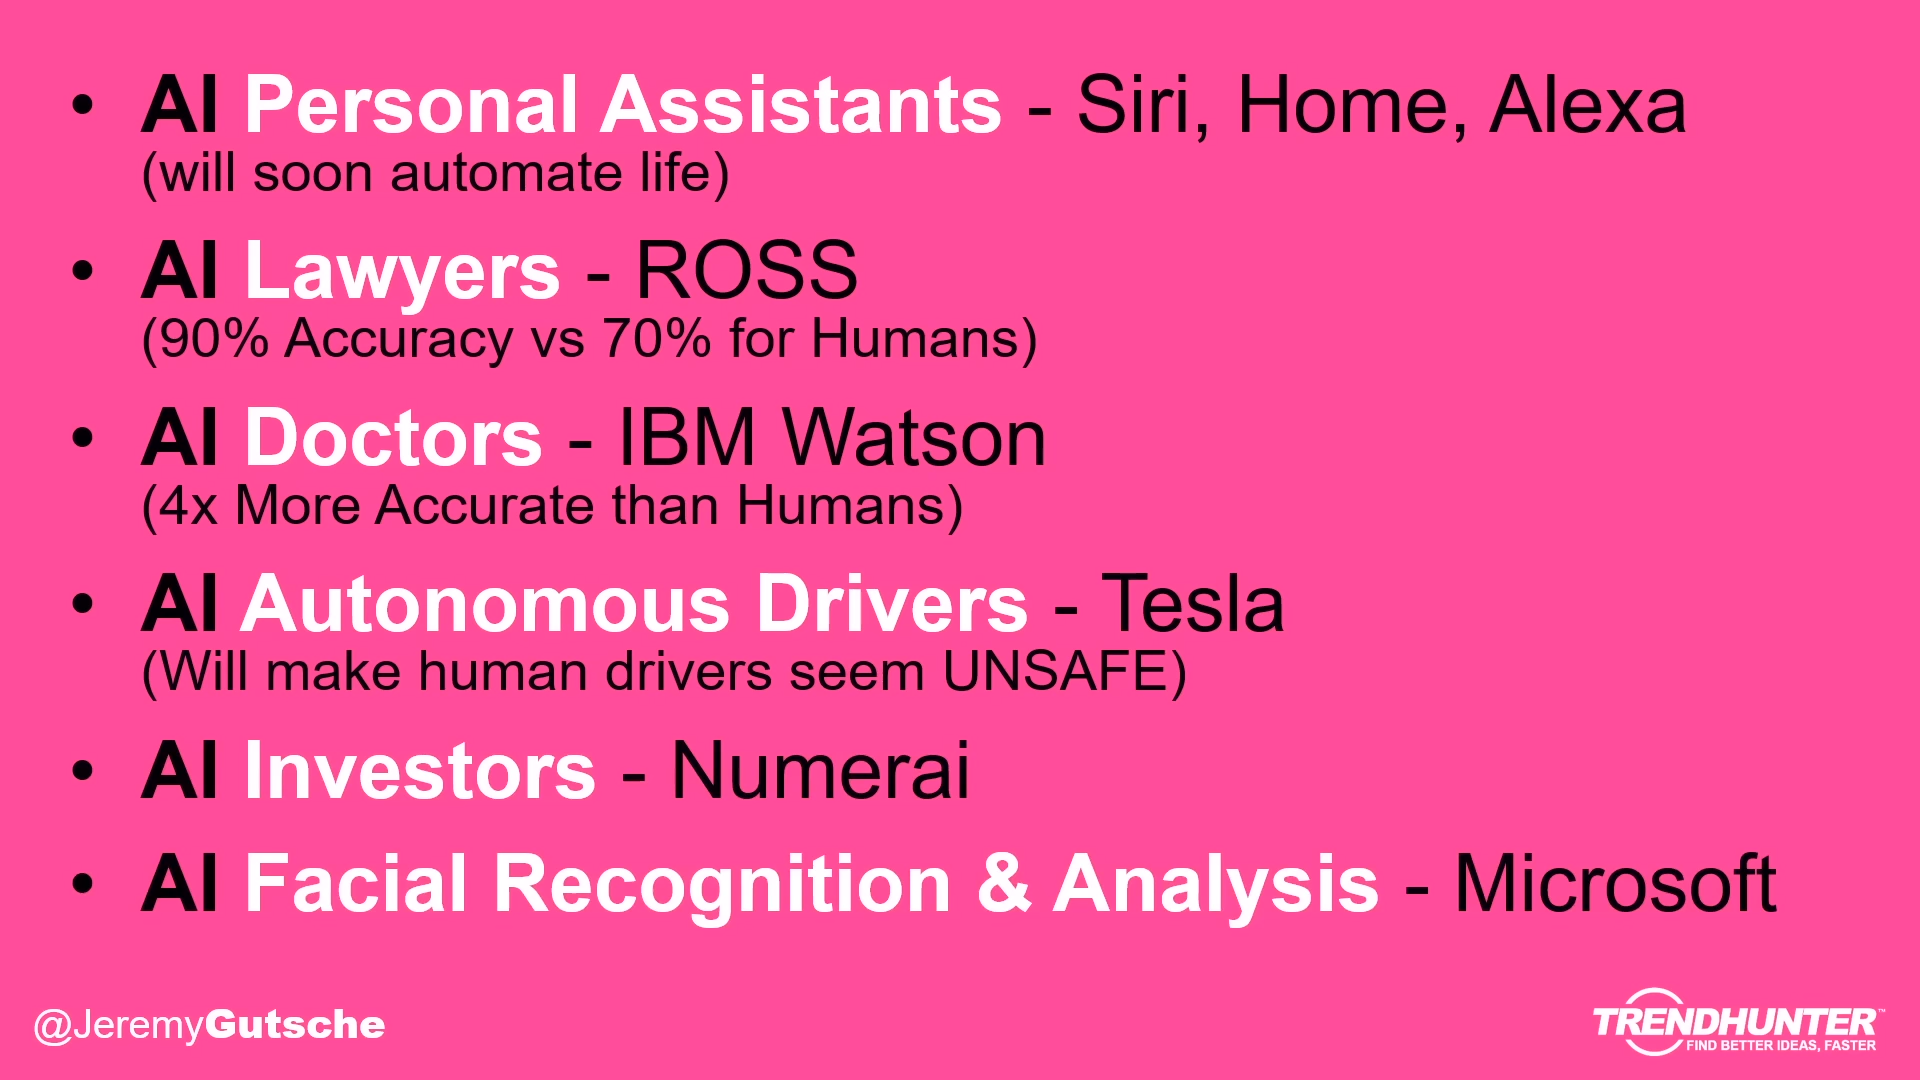 • AI Personal Assistants - Siri, Home, Alexa
(will soon automate life)
• AI Lawyers - ROSS
(90% Accuracy vs 70% for Humans)
• AI Doctors - IBM Watson
(4x More Accurate than Humans)
• AI Autonomous Drivers - Tesla
(Will make human drivers seem UNSAFE)
• AI Investors - Numerai
• AI Facial Recognition & Analysis - Microsoft
@JeremyGutsche
TRENDHUNTER™
FIND BETTER IDEAS, FASTER